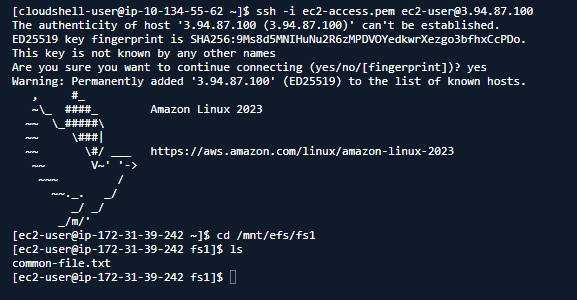 [cloudshell-user@ip-10-134-55-62 ~]$ ssh -i ec2-access.pem ec2-user@3.94.87.100
The authenticity of host '3.94.87.100 (3.94.87.100)' can't be established.
ED25519 key fingerprint is SHA256:9Ms8d5MNIHuNu2R6zMPDVOYedkwrXezgo3bfhxCcPDo.
This key is not known by any other names
Are you sure you want to continue connecting (yes/no/[fingerprint])? yes
Warning: Permanently added '3.94.87.100' (ED25519) to the list of known hosts.
   ,     #_
   ~\_  ####_        Amazon Linux 2023
  ~~  \_#####\
  ~~     \###|
  ~~       \#/ ___   https://aws.amazon.com/linux/amazon-linux-2023
   ~~       V~' '->
    ~~~         /
      ~~._.   _/
         _/ _/
       _/m/'
[ec2-user@ip-172-31-39-242 ~]$ cd /mnt/efs/fs1
[ec2-user@ip-172-31-39-242 fs1]$ ls
common-file.txt
[ec2-user@ip-172-31-39-242 fs1]$